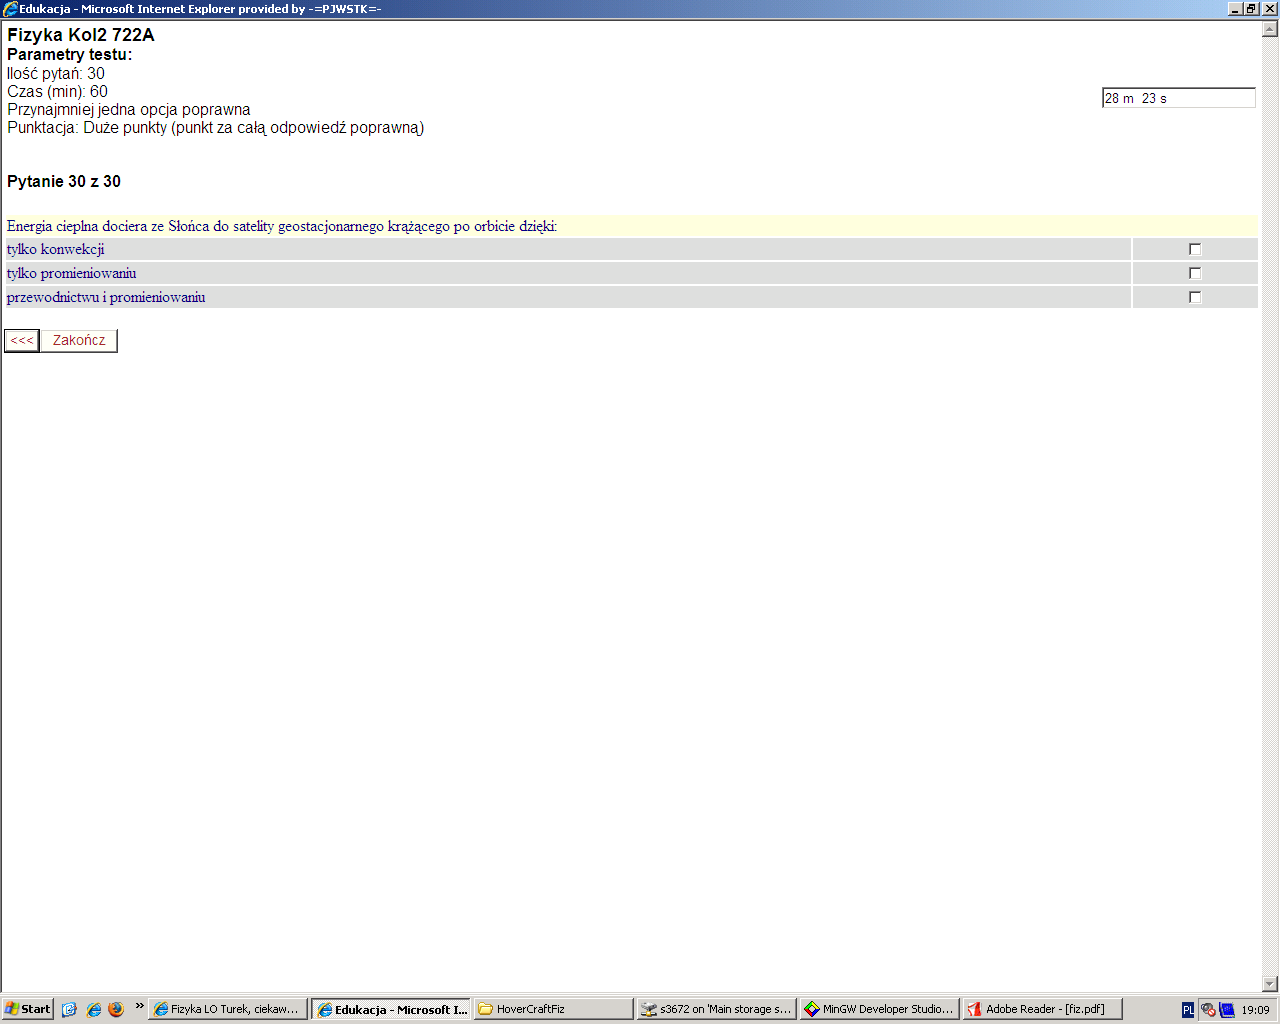 Edukacja - Microsoft Internet Explorer provided by -=PJWSTK=-
Fizyka Kol2 722A
Parametry testu:
Ilość pytań: 30
Czas (min): 60
28 m 23 s
Przynajmniej jedna opcja poprawna
Punktacja: Duże punkty (punkt za całą odpowiedź poprawną)
Pytanie 30 z 30
Energia cieplna dociera ze Słońca do satelity geostacjonarnego krążącego po orbicie dzięki:
tylko konwekcji
tylko promieniowaniu
przewodnictwu i promieniowaniu
<<< Zakończ
Start » Fizyka LO Turek, ciekaw... Edukacja - Microsoft I... HoverCraftFiz s3672 on 'Main storage s... MinGW Developer Studio... Adobe Reader - [fiz.pdf] PL 19:09